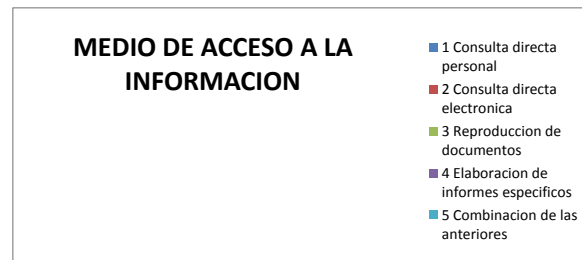 MEDIO DE ACCESO A LA
INFORMACION
1 Consulta directa
personal
2 Consulta directa
electronica
3 Reproduccion de
documentos
4 Elaboracion de
informes especificos
5 Combinacion de las
anteriores